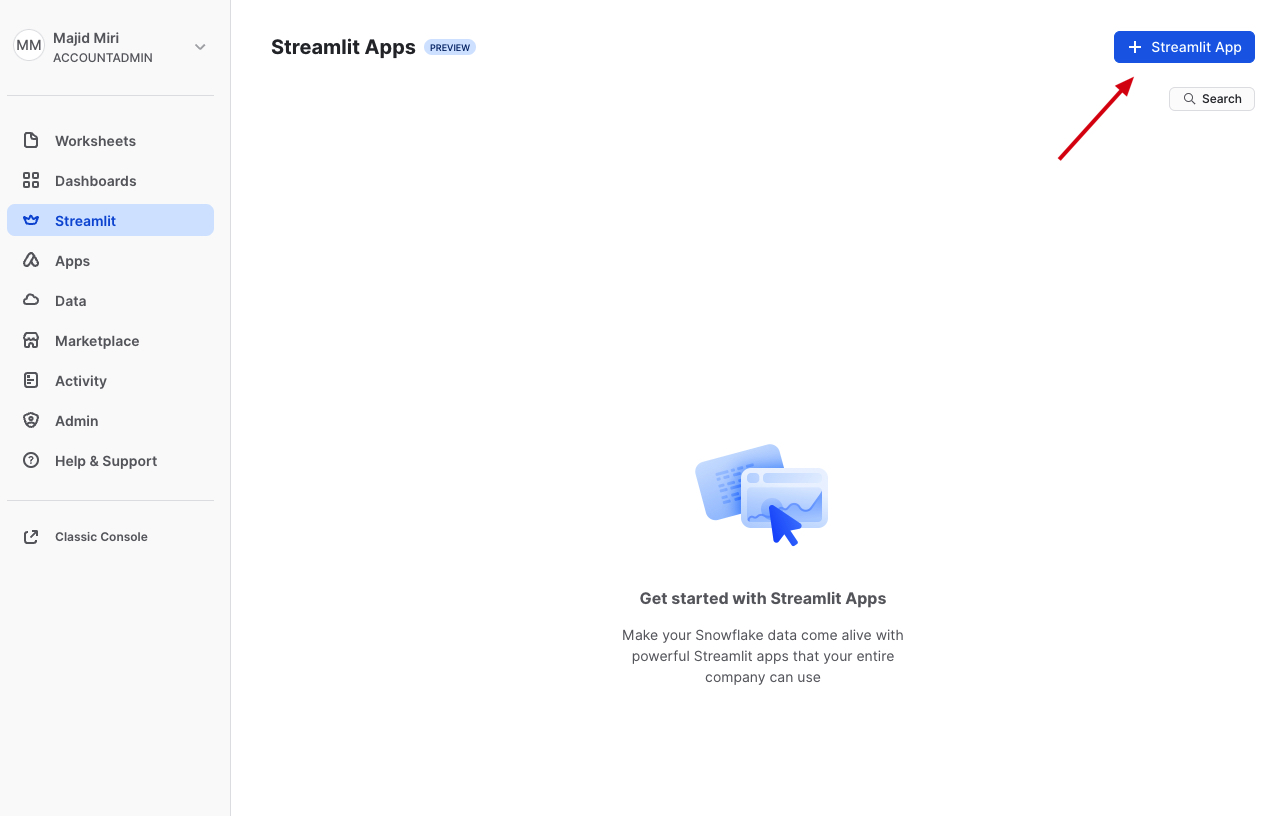 MM
Majid Miri
ACCOUNTADMIN
Worksheets
Dashboards
Streamlit
Apps
Data
Marketplace
Activity
Admin
Help & Support
Classic Console
Streamlit Apps PREVIEW
+ Streamlit App
Search
Get started with Streamlit Apps
Make your Snowflake data come alive with
powerful Streamlit apps that your entire
company can use